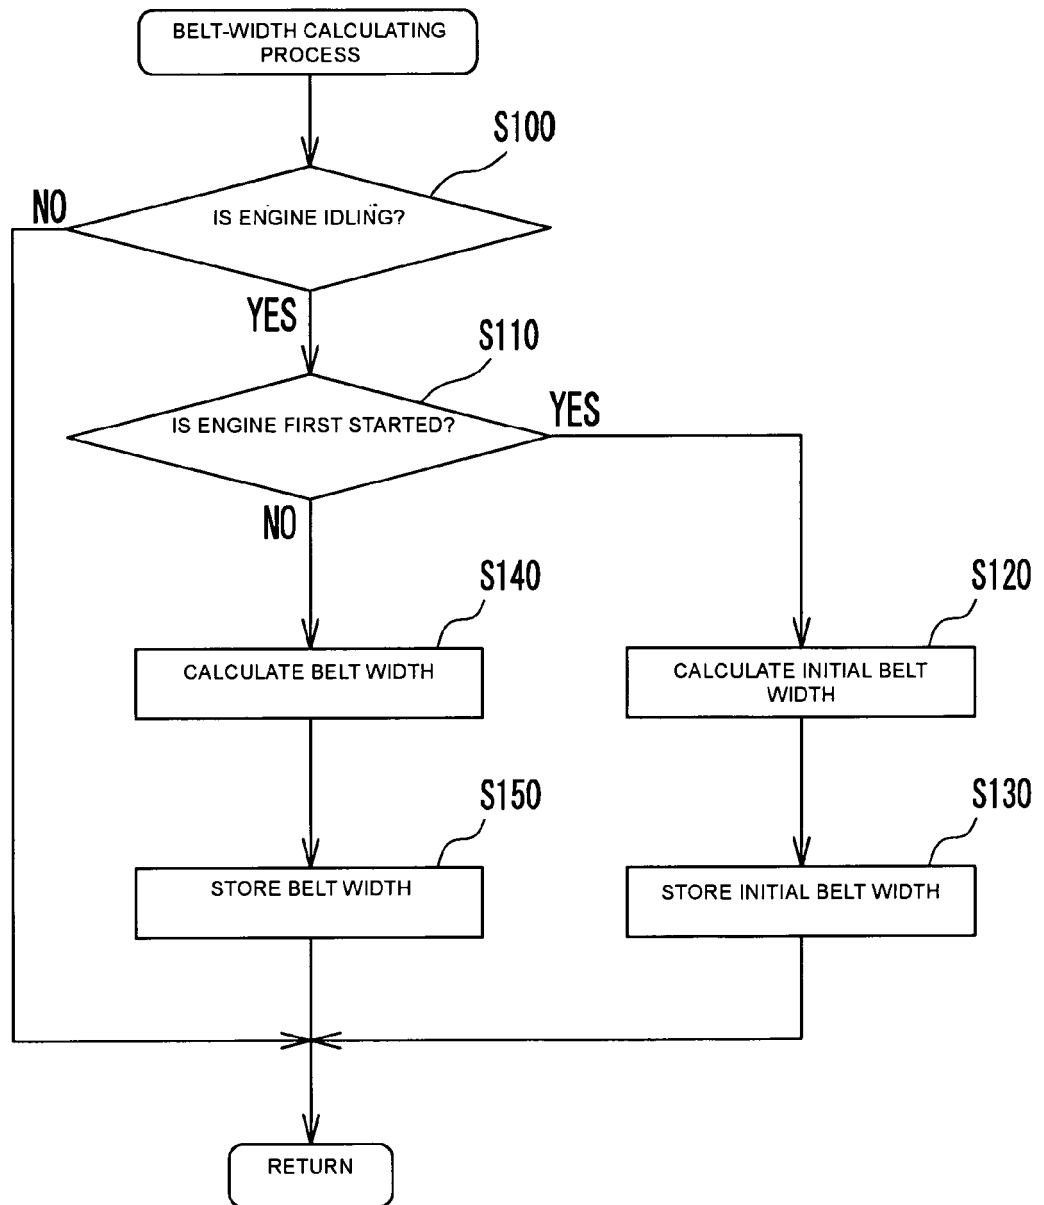 BELT-WIDTH CALCULATING
PROCESS
S100
NO
IS ENGINE IDLING?
YES
S110
IS ENGINE FIRST STARTED?
YES
NO
S140
S120
CALCULATE BELT WIDTH
CALCULATE INITIAL BELT
WIDTH
S150
S130
STORE BELT WIDTH
STORE INITIAL BELT WIDTH
RETURN